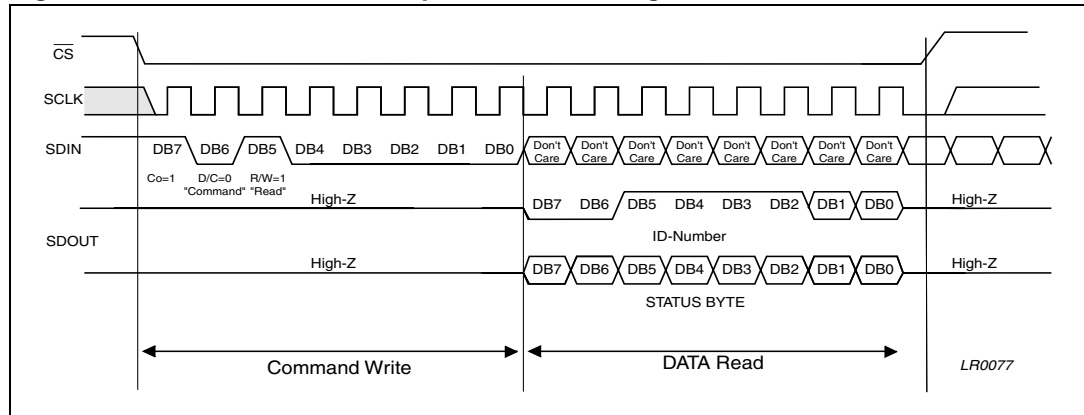 CS
SCLK
SDIN DB7 DB6 DB5 DB4 DB3 DB2 DB1 DB0 Don't Care Don't Care Don't Care Don't Care Don't Care Don't Care Don't Care Don't Care
Co=1 D/C=0 R/W=1
"Command" "Read"
High-Z DB7 DB6 DB5 DB4 DB3 DB2 DB1 DB0 High-Z
ID-Number
SDOUT
High-Z DB7 DB6 DB5 DB4 DB3 DB2 DB1 DB0 High-Z
STATUS BYTE
Command Write DATA Read LR0077